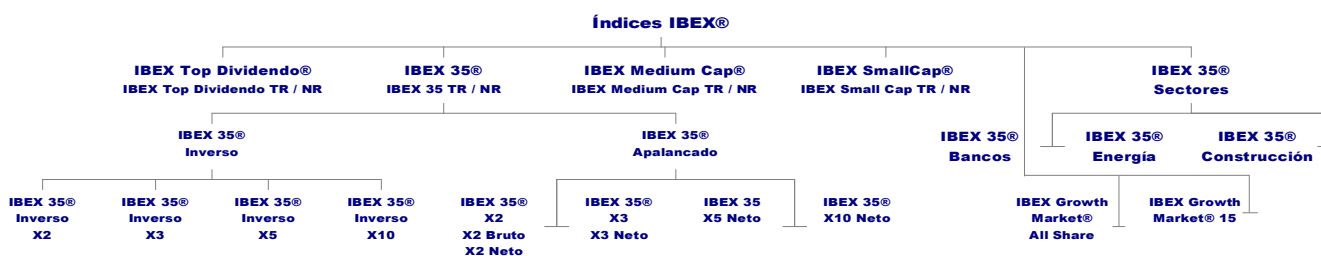 Índices IBEX®
IBEX Top Dividendo®
IBEX Top Dividendo TR / NR
IBEX 35®
IBEX 35 TR / NR
IBEX Medium Cap®
IBEX Medium Cap TR / NR
IBEX SmallCap®
IBEX Small Cap TR / NR
IBEX 35®
Sectores
IBEX 35®
Inverso
IBEX 35®
Apalancado
IBEX 35®
Bancos
IBEX 35®
Energía
IBEX 35®
Construcción
IBEX 35®
Inverso
X2
IBEX 35®
Inverso
X3
IBEX 35®
Inverso
X5
IBEX 35®
Inverso
X10
IBEX 35®
X2
X2 Bruto
X2 Neto
IBEX 35®
X3
X3 Neto
IBEX 35
X5 Neto
IBEX 35®
X10 Neto
IBEX Growth
Market®
All Share
IBEX Growth
Market® 15